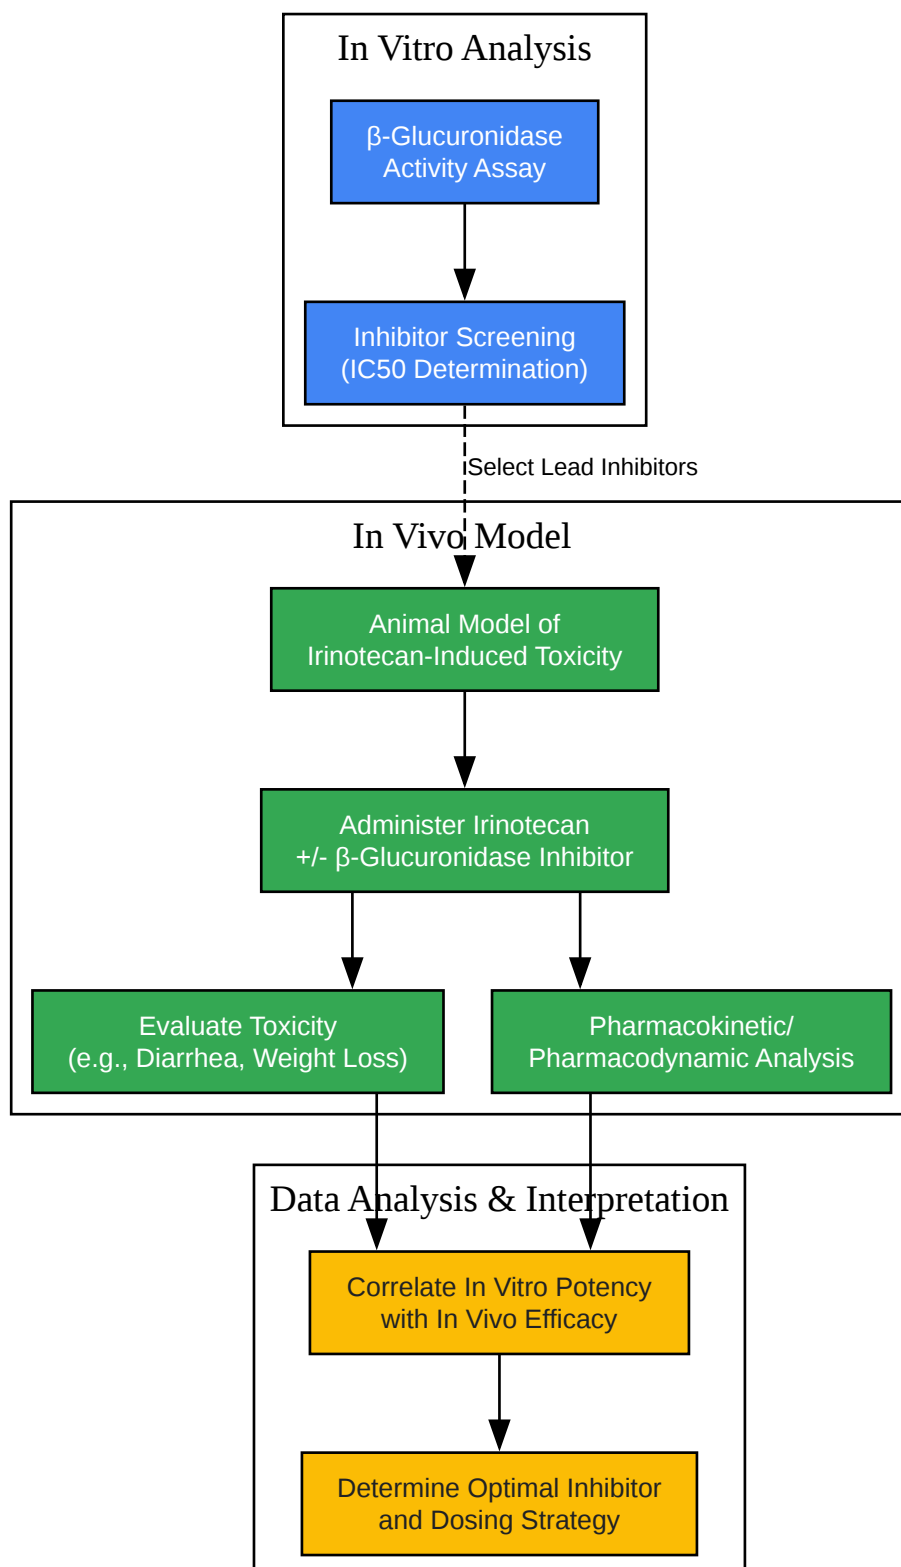 In Vitro Analysis
β-Glucuronidase
Activity Assay
Inhibitor Screening
(IC50 Determination)
Select Lead Inhibitors
In Vivo Model
Animal Model of
Irinotecan-Induced Toxicity
Administer Irinotecan
+/- β-Glucuronidase Inhibitor
Evaluate Toxicity
(e.g., Diarrhea, Weight Loss)
Pharmacokinetic/
Pharmacodynamic Analysis
Data Analysis & Interpretation
Correlate In Vitro Potency
with In Vivo Efficacy
Determine Optimal Inhibitor
and Dosing Strategy